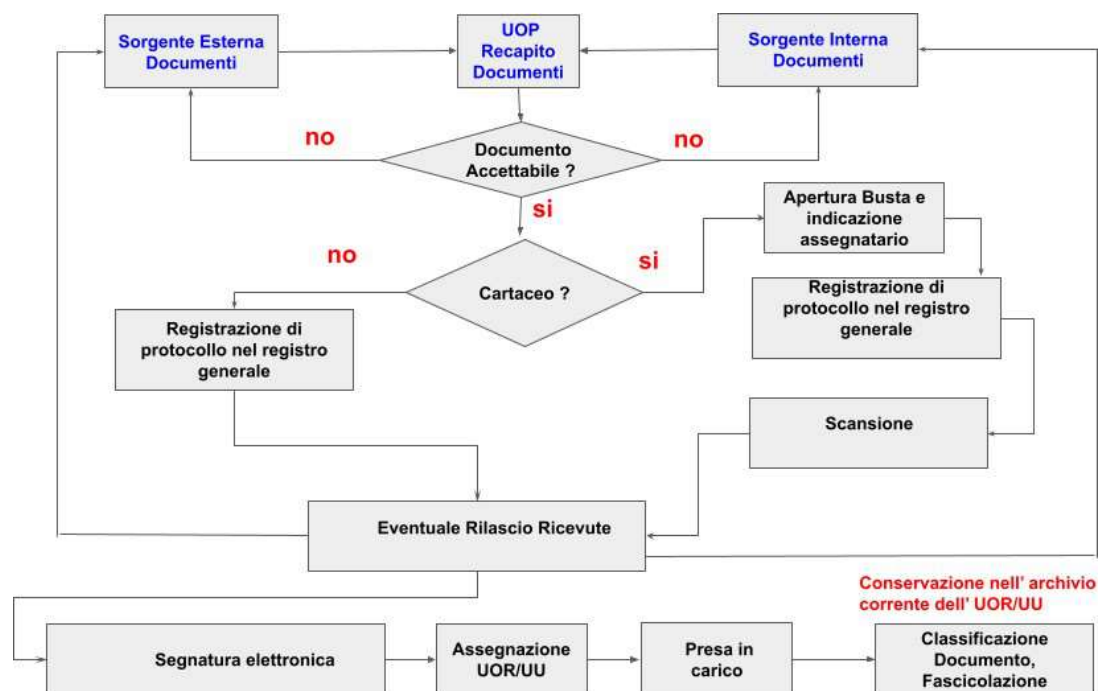 Sorgente Esterna
Documenti
UOP
Recapito
Documenti
Sorgente Interna
Documenti
no
no
Documento
Accettabile ?
si
Apertura Busta e
indicazione
assegnatario
no
si
Cartaceo ?
Registrazione di
protocollo nel registro
generale
Registrazione di
protocollo nel registro
generale
Scansione
Eventuale Rilascio Ricevute
Conservazione nell' archivio
corrente dell' UOR/UU
Segnatura elettronica
Assegnazione
UOR/UU
Presa in
carico
Classificazione
Documento,
Fascicolazione